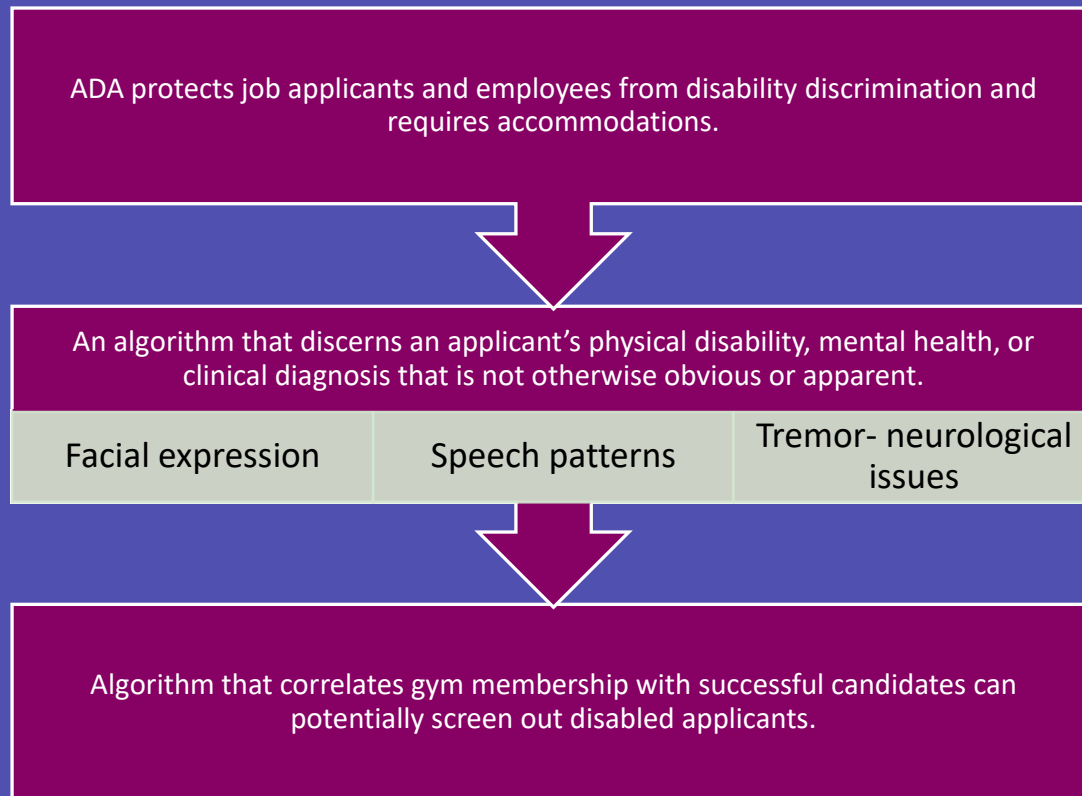 ADA protects job applicants and employees from disability discrimination and
requires accommodations.
An algorithm that discerns an applicant’s physical disability, mental health, or
clinical diagnosis that is not otherwise obvious or apparent.
Facial expression
Speech patterns
Tremor- neurological
issues
Algorithm that correlates gym membership with successful candidates can
potentially screen out disabled applicants.